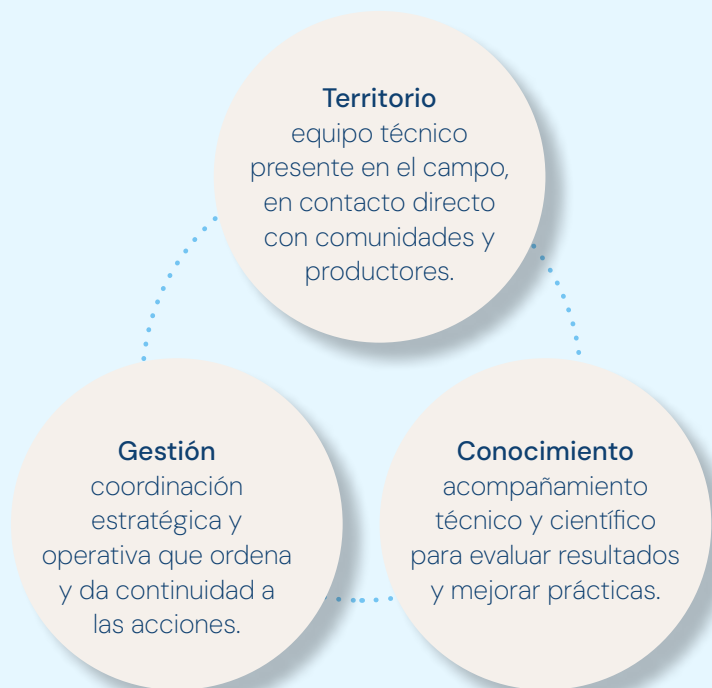 Territorio
equipo técnico
presente en el campo,
en contacto directo
con comunidades y
productores.
Gestión
coordinación
estratégica y
operativa que ordena
y da continuidad a
las acciones.
Conocimiento
acompañamiento
técnico y científico
para evaluar resultados
y mejorar prácticas.